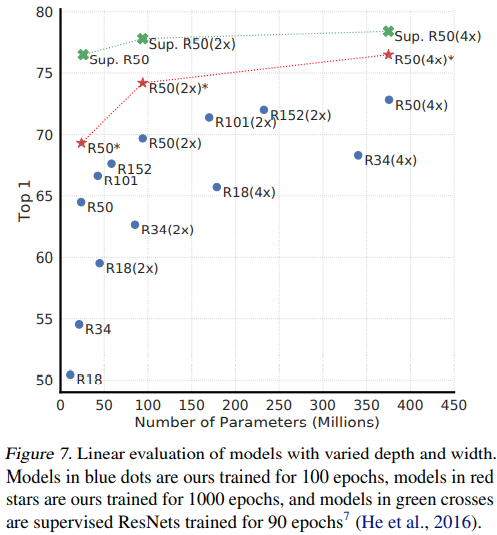 80
75
70
65
60
55
50
Top 1
Sup. R50
Sup. R50(2x)
Sup. R50(4x)
R50(4x)*
R50(2x)*
R50*
R50(4x)
R152(2x)
R101(2x)
R50(2x)
R34(4x)
R152
R101
R18(4x)
R50
R34(2x)
R18(2x)
R34
R18
0 50 100 150 200 250 300 350 400 450
Number of Parameters (Millions)
Figure 7. Linear evaluation of models with varied depth and width.
Models in blue dots are ours trained for 100 epochs, models in red
stars are ours trained for 1000 epochs, and models in green crosses
are supervised ResNets trained for 90 epochs7 (He et al., 2016).